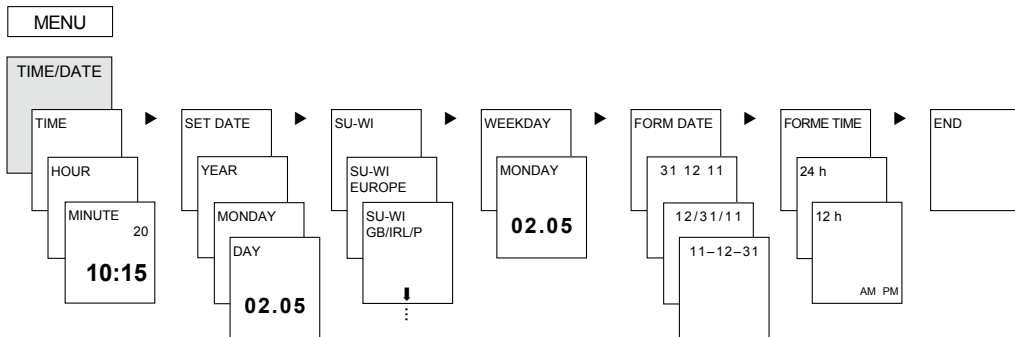 MENU
TIME/DATE
TIME
HOUR
MINUTE
20
10:15
SET DATE
YEAR
MONDAY
DAY
02.05
SU-WI
SU-WI
EUROPE
SU-WI
GB/IRL/P
WEEKDAY
MONDAY
02.05
FORM DATE
31 12 11
12/31/11
11–12–31
FORME TIME
24 h
12 h
AM PM
END